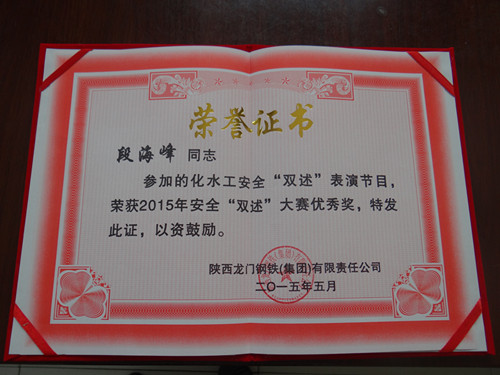 荣誉证书
段海峰 同志
参加的化水工安全“双述”表演节目，
荣获2015年安全“双述”大赛优秀奖，特发
此证，以资鼓励。
陕西龙门钢铁(集团)有限责任公司
二〇一五年五月